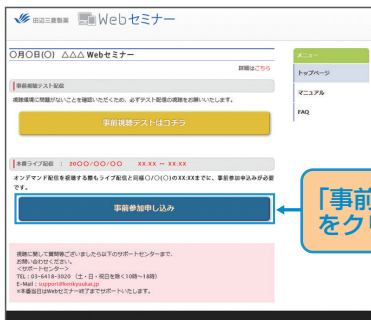 田辺三菱製薬 Webセミナー
○月○日(○) △△△ Webセミナー
詳細はこちら
事前視聴テスト配信
視聴環境に問題がないことを確認いただくため、必ずテスト配信の視聴をお願いいたします。
事前視聴テストはコチラ
本番ライブ配信 : 20○○/○○/○○ XX:XX ～ XX:XX
オンデマンド配信を視聴する際もライブ配信と同様○/○(○)のXX:XXまでに、事前参加申込みが必要
です。
事前参加申し込み
視聴に関して質問等ございましたら以下のサポートセンターまで、
お問い合わせください。
<サポートセンター>
TEL : 03-6418-3020 (土・日・祝日を除く10時～18時)
E-Mail : support@kenkyuukai.jp
※本番当日はWebセミナー終了までサポートいたします。
メニュー
トップページ
マニュアル
FAQ
「事前
をクリ